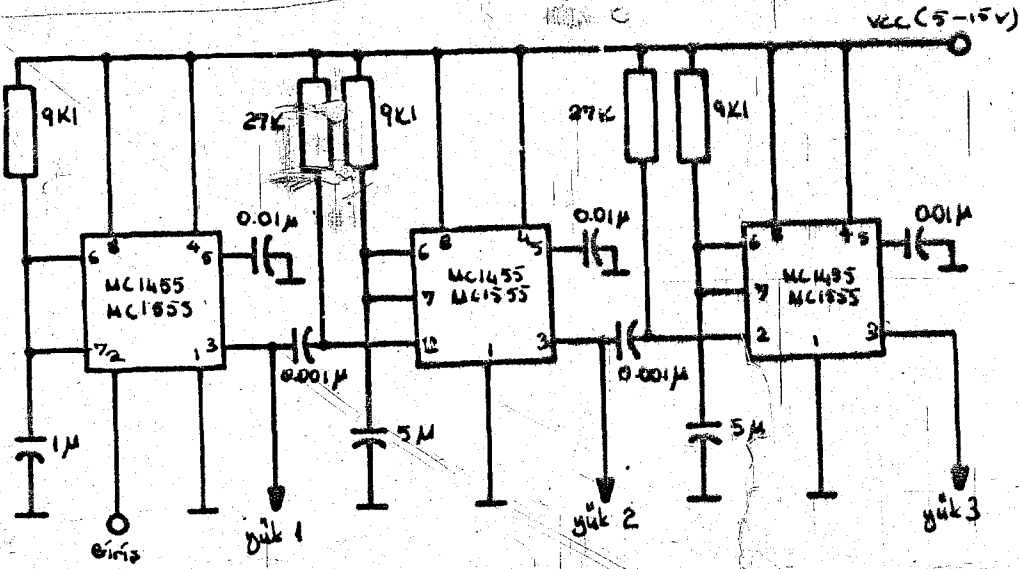 vcc (5-15v)
9K1
27K
9K1
27K
9K1
0.01µ
0.01µ
0.01µ
6
8
4
5
MC1455
MC1555
7
2
1
3
6
8
4
5
7
MC1455
MC1555
12
1
3
6
8
4
5
7
MC1455
MC1555
2
1
3
0.001µ
0.001µ
1µ
5µ
5µ
Giriş
yük 1
yük 2
yük 3